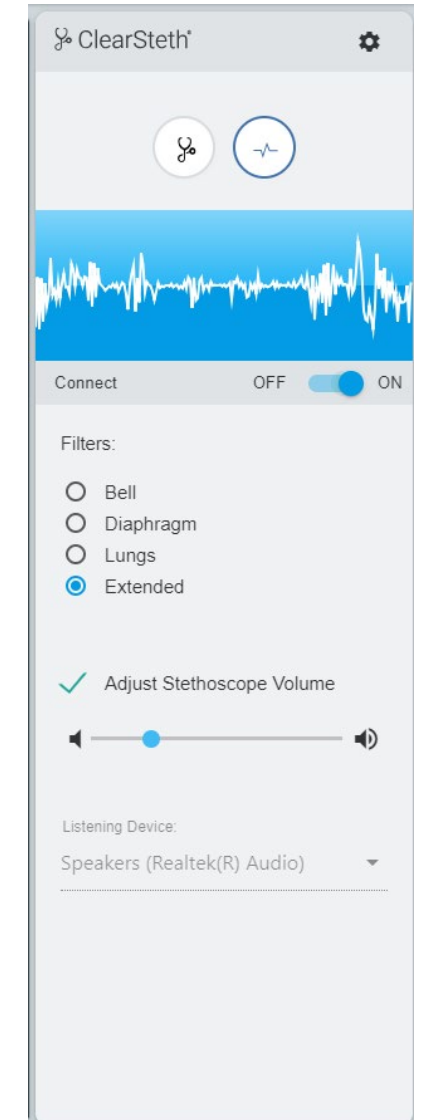 ClearSteth®
Connect OFF ON
Filters:
Bell
Diaphragm
Lungs
Extended
Adjust Stethoscope Volume
Listening Device:
Speakers (Realtek(R) Audio)